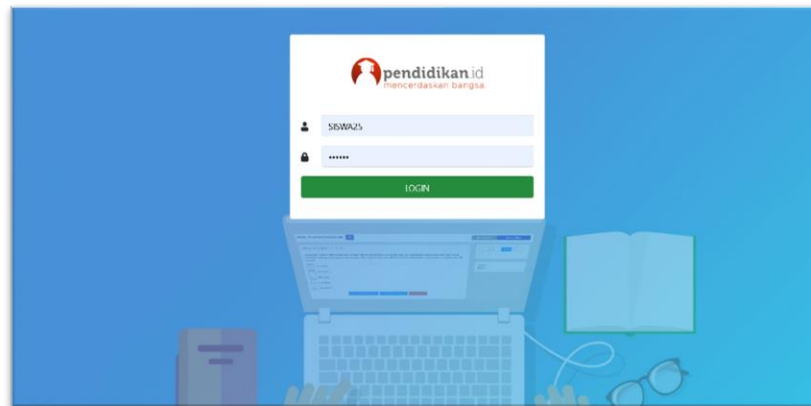 pendidikan.id
mencerdaskan bangsa
SISWA25
••••••
LOGIN